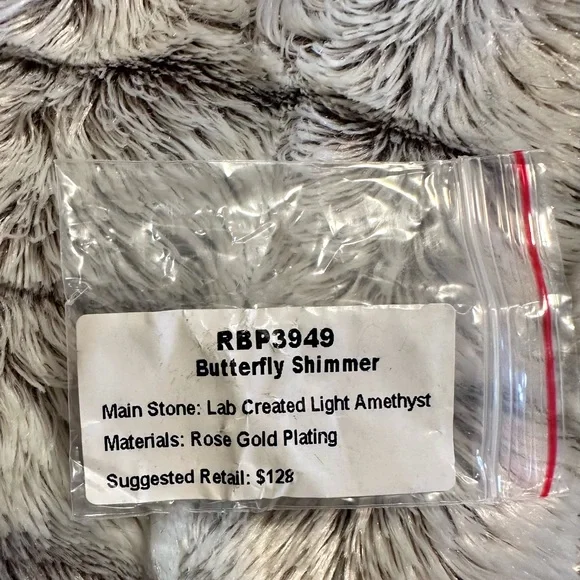 RBP3949
Butterfly Shimmer
Main Stone: Lab Created Light Amethyst
Materials: Rose Gold Plating
Suggested Retail: $128